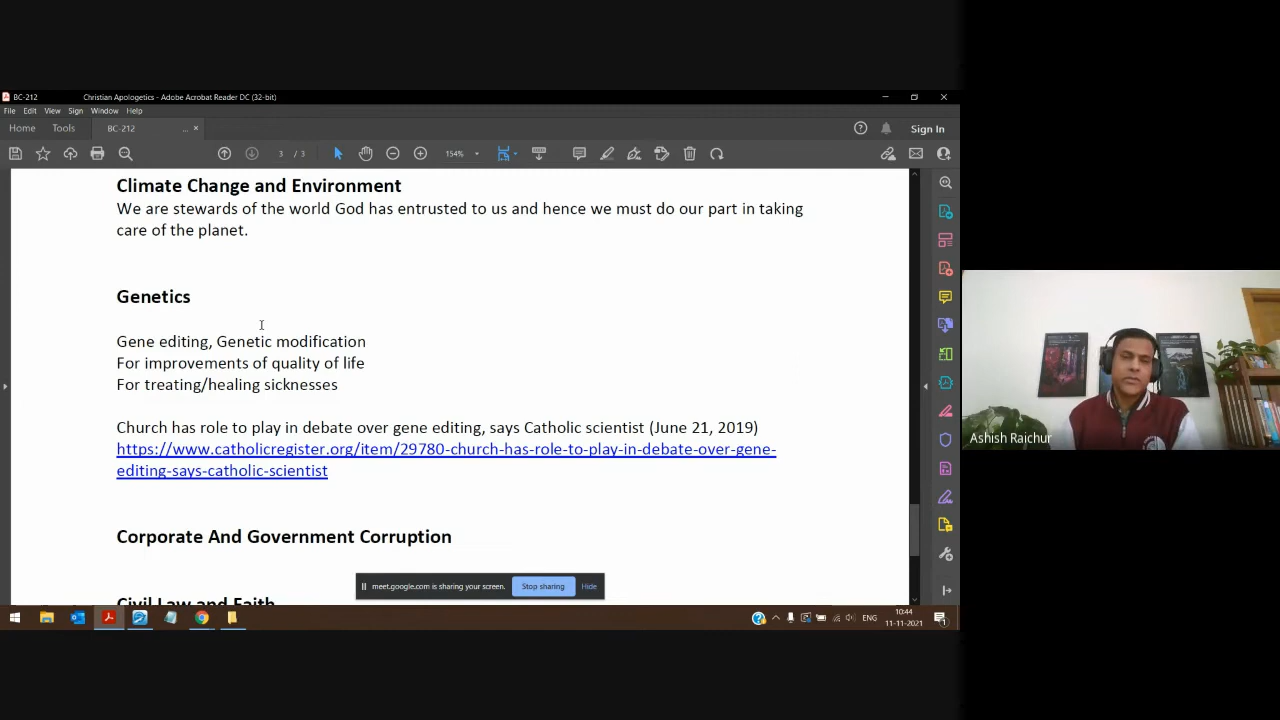 BC-212 Christian Apologetics - Adobe Acrobat Reader DC (32-bit)
File Edit View Sign Window Help
Home Tools BC-212 ... × Sign In
3 / 3 154%
Climate Change and Environment
We are stewards of the world God has entrusted to us and hence we must do our part in taking
care of the planet.
Genetics
Gene editing, Genetic modification
For improvements of quality of life
For treating/healing sicknesses
Church has role to play in debate over gene editing, says Catholic scientist (June 21, 2019)
https://www.catholicregister.org/item/29780-church-has-role-to-play-in-debate-over-gene-
editing-says-catholic-scientist
Corporate And Government Corruption
meet.google.com is sharing your screen. Stop sharing Hide
Civil Law and Faith
ENG 10:44
11-11-2021
Ashish Raichur